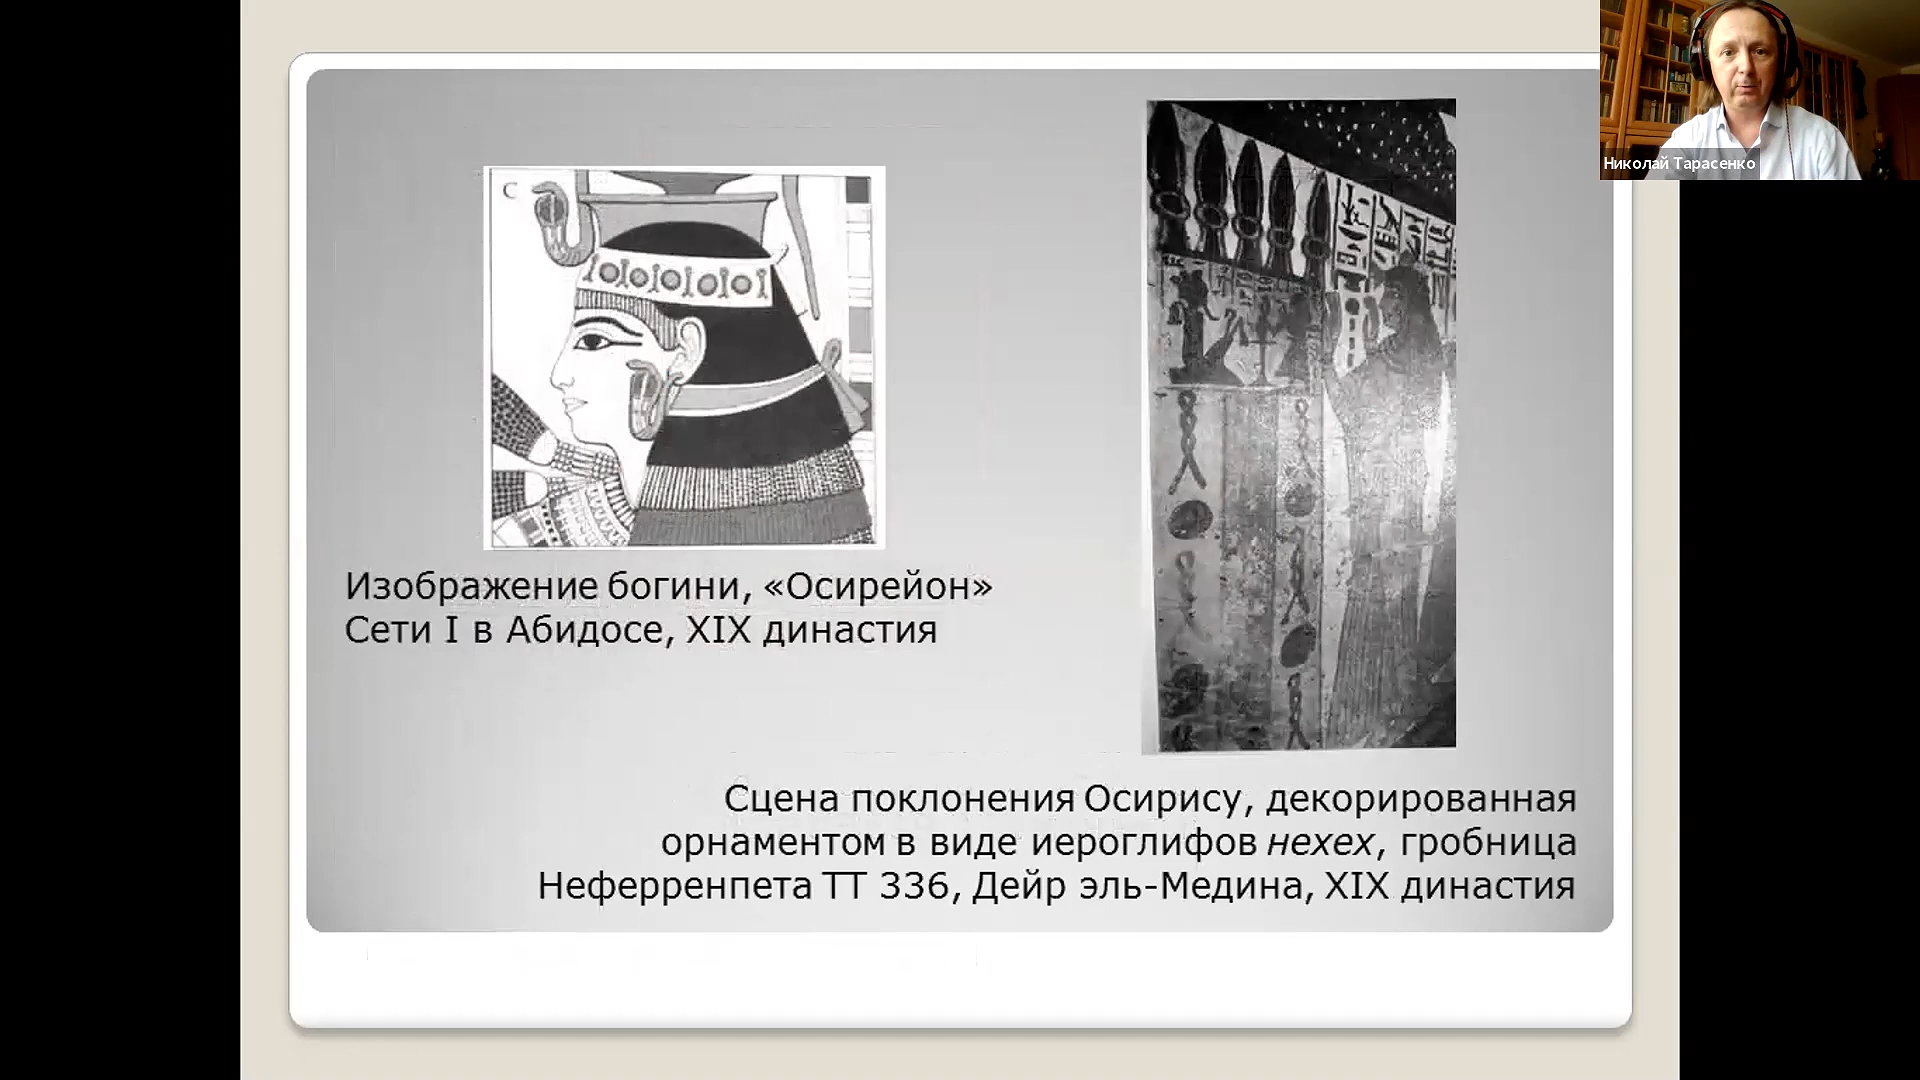 Николай Тарасенко
C
Изображение богини, «Осирейон»
Сети I в Абидосе, XIX династия
Сцена поклонения Осирису, декорированная
орнаментом в виде иероглифов нехех, гробница
Неферренпета ТТ 336, Дейр эль-Медина, XIX династия